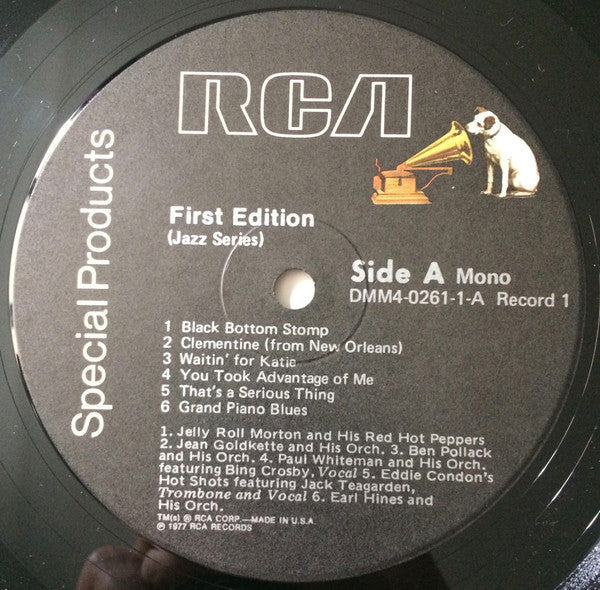 RCA
Special Products
First Edition
(Jazz Series)
Side A Mono
DMM4-0261-1-A Record 1
1 Black Bottom Stomp
2 Clementine (from New Orleans)
3 Waitin' for Katie
4 You Took Advantage of Me
5 That's a Serious Thing
6 Grand Piano Blues
1. Jelly Roll Morton and His Red Hot Peppers
2. Jean Goldkette and His Orch. 3. Ben Pollack
and His Orch. 4. Paul Whiteman and His Orch.
featuring Bing Crosby, Vocal 5. Eddie Condon's
Hot Shots featuring Jack Teagarden,
Trombone and Vocal 6. Earl Hines and
His Orch.
TM(s) ® RCA CORP.—MADE IN U.S.A.
℗ 1977 RCA RECORDS